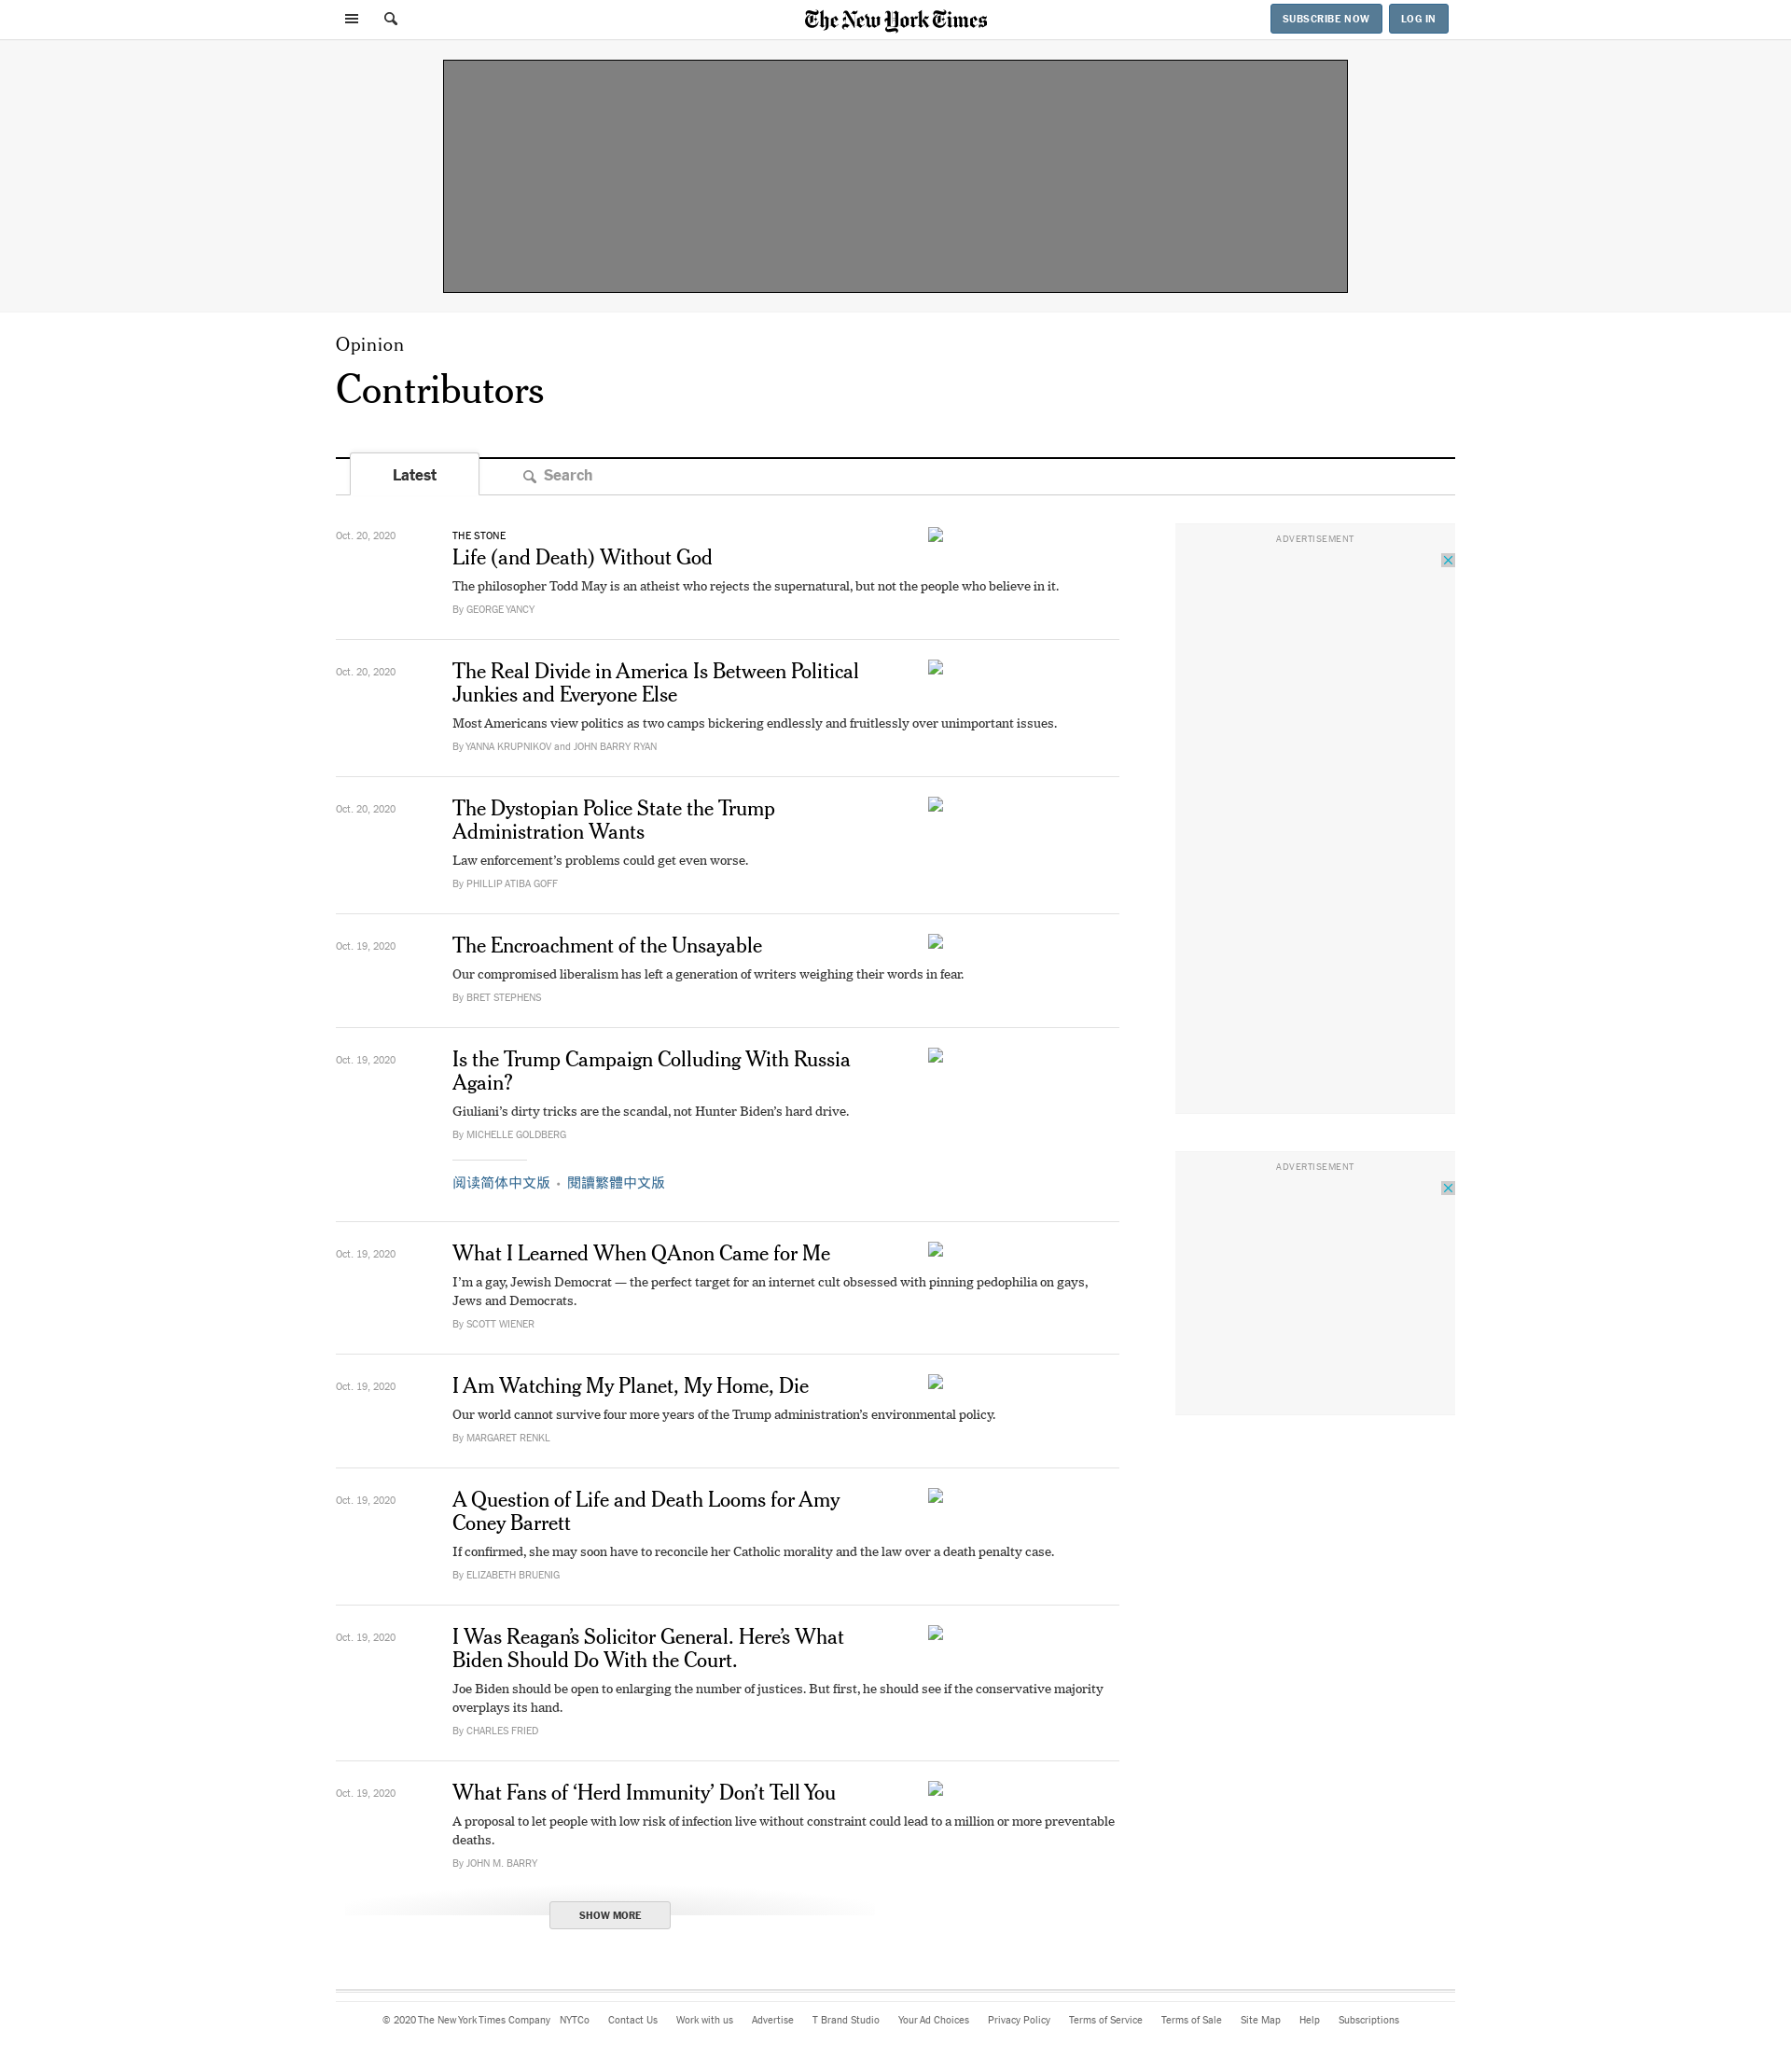 The New York Times
SUBSCRIBE NOW
LOG IN
Opinion
Contributors
Latest
Search
Oct. 20, 2020
THE STONE
Life (and Death) Without God
The philosopher Todd May is an atheist who rejects the supernatural, but not the people who believe in it.
By GEORGE YANCY
Oct. 20, 2020
The Real Divide in America Is Between Political
Junkies and Everyone Else
Most Americans view politics as two camps bickering endlessly and fruitlessly over unimportant issues.
By YANNA KRUPNIKOV and JOHN BARRY RYAN
Oct. 20, 2020
The Dystopian Police State the Trump
Administration Wants
Law enforcement’s problems could get even worse.
By PHILLIP ATIBA GOFF
Oct. 19, 2020
The Encroachment of the Unsayable
Our compromised liberalism has left a generation of writers weighing their words in fear.
By BRET STEPHENS
Oct. 19, 2020
Is the Trump Campaign Colluding With Russia
Again?
Giuliani’s dirty tricks are the scandal, not Hunter Biden’s hard drive.
By MICHELLE GOLDBERG
阅读简体中文版 • 閱讀繁體中文版
Oct. 19, 2020
What I Learned When QAnon Came for Me
I’m a gay, Jewish Democrat — the perfect target for an internet cult obsessed with pinning pedophilia on gays,
Jews and Democrats.
By SCOTT WIENER
Oct. 19, 2020
I Am Watching My Planet, My Home, Die
Our world cannot survive four more years of the Trump administration’s environmental policy.
By MARGARET RENKL
Oct. 19, 2020
A Question of Life and Death Looms for Amy
Coney Barrett
If confirmed, she may soon have to reconcile her Catholic morality and the law over a death penalty case.
By ELIZABETH BRUENIG
Oct. 19, 2020
I Was Reagan’s Solicitor General. Here’s What
Biden Should Do With the Court.
Joe Biden should be open to enlarging the number of justices. But first, he should see if the conservative majority
overplays its hand.
By CHARLES FRIED
Oct. 19, 2020
What Fans of ‘Herd Immunity’ Don’t Tell You
A proposal to let people with low risk of infection live without constraint could lead to a million or more preventable
deaths.
By JOHN M. BARRY
SHOW MORE
ADVERTISEMENT
ADVERTISEMENT
© 2020 The New York Times Company NYTCo Contact Us Work with us Advertise T Brand Studio Your Ad Choices Privacy Policy Terms of Service Terms of Sale Site Map Help Subscriptions